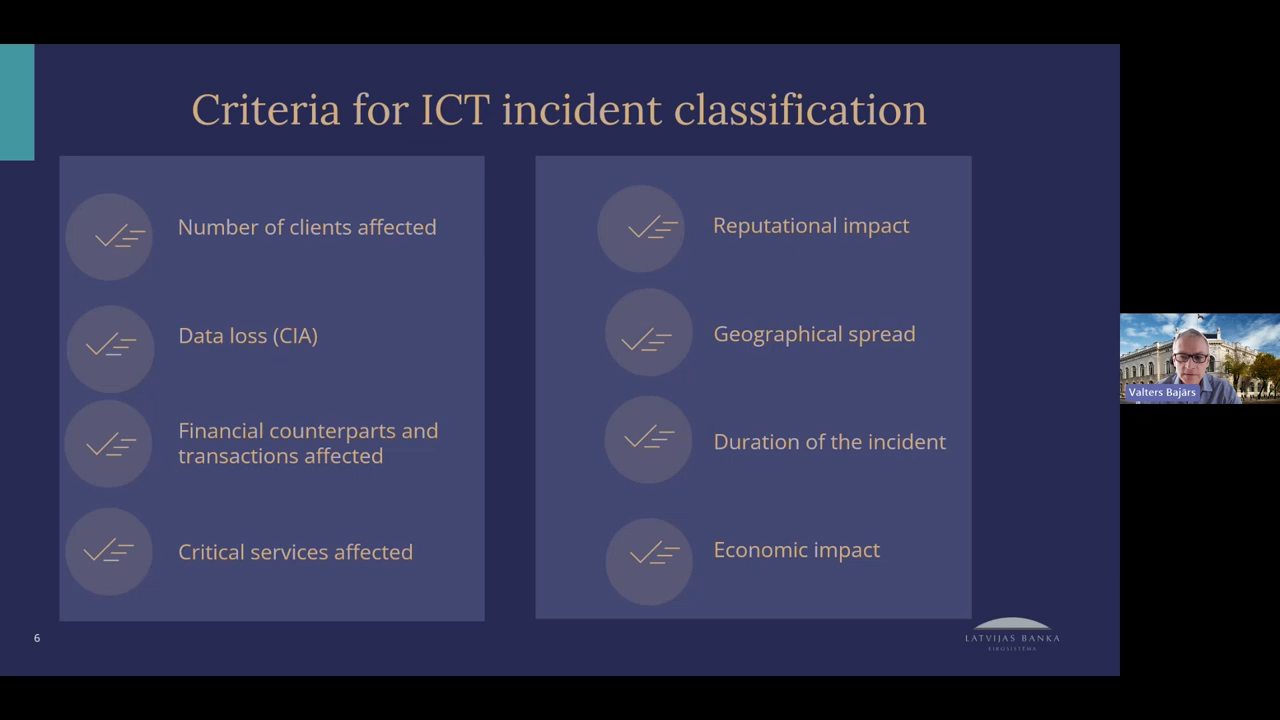 Criteria for ICT incident classification
Number of clients affected
Data loss (CIA)
Financial counterparts and
transactions affected
Critical services affected
Reputational impact
Geographical spread
Duration of the incident
Economic impact
6
LATVIJAS BANKA
EIROSISTĒMA
Valters Bajārs